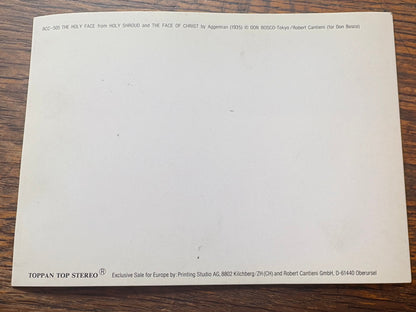 BCC-505 THE HOLY FACE from HOLY SHROUD and THE FACE OF CHRIST by Aggemian (1935) © DON BOSCO-Tokyo/Robert Cantieni (for Don Bosco)
TOPPAN TOP STEREO® Exclusive Sale for Europe by: Printing Studio AG, 8802 Kilchberg/ZH (CH) and Robert Cantieni GmbH, D-61440 Oberursel